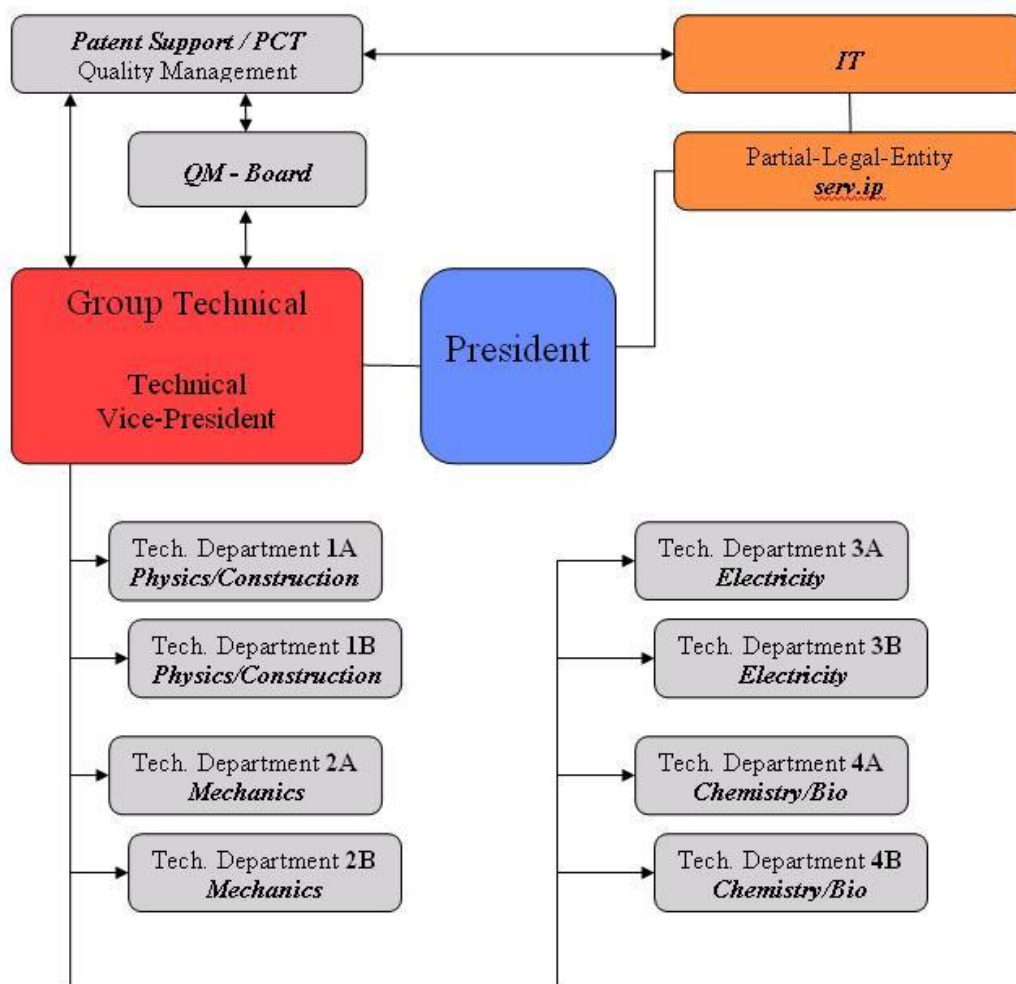 Patent Support / PCT
Quality Management
IT
QM - Board
Partial-Legal-Entity
serv.ip
Group Technical
Technical
Vice-President
President
Tech. Department 1A
Physics/Construction
Tech. Department 1B
Physics/Construction
Tech. Department 2A
Mechanics
Tech. Department 2B
Mechanics
Tech. Department 3A
Electricity
Tech. Department 3B
Electricity
Tech. Department 4A
Chemistry/Bio
Tech. Department 4B
Chemistry/Bio